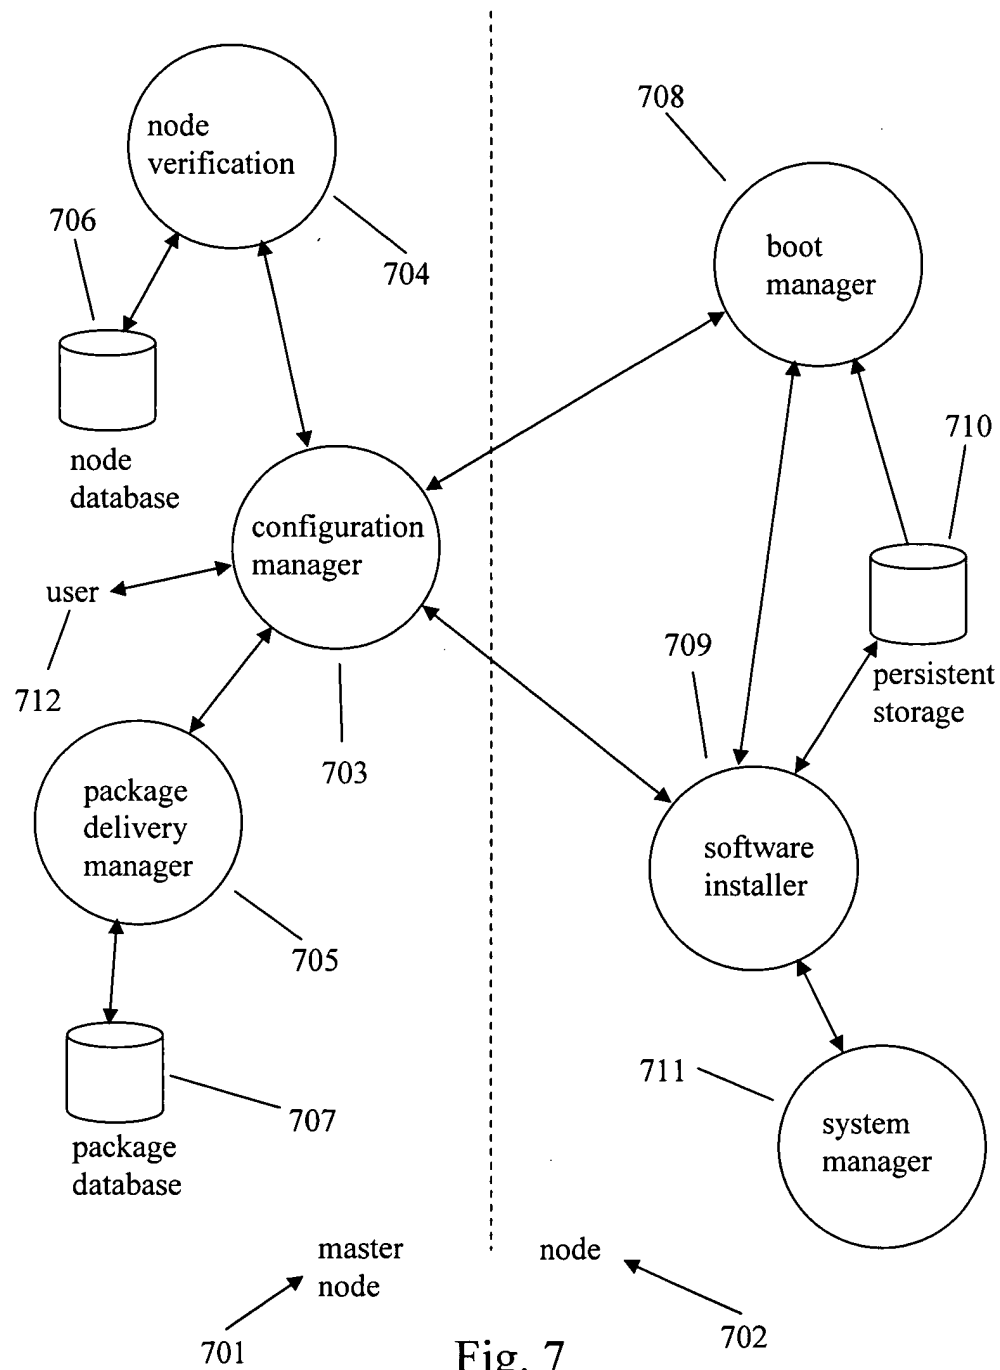 node
verification
706
704
node
database
configuration
manager
user
712
703
package
delivery
manager
705
707
package
database
master
node
701
708
boot
manager
710
709
persistent
storage
software
installer
711
system
manager
node
702
Fig. 7